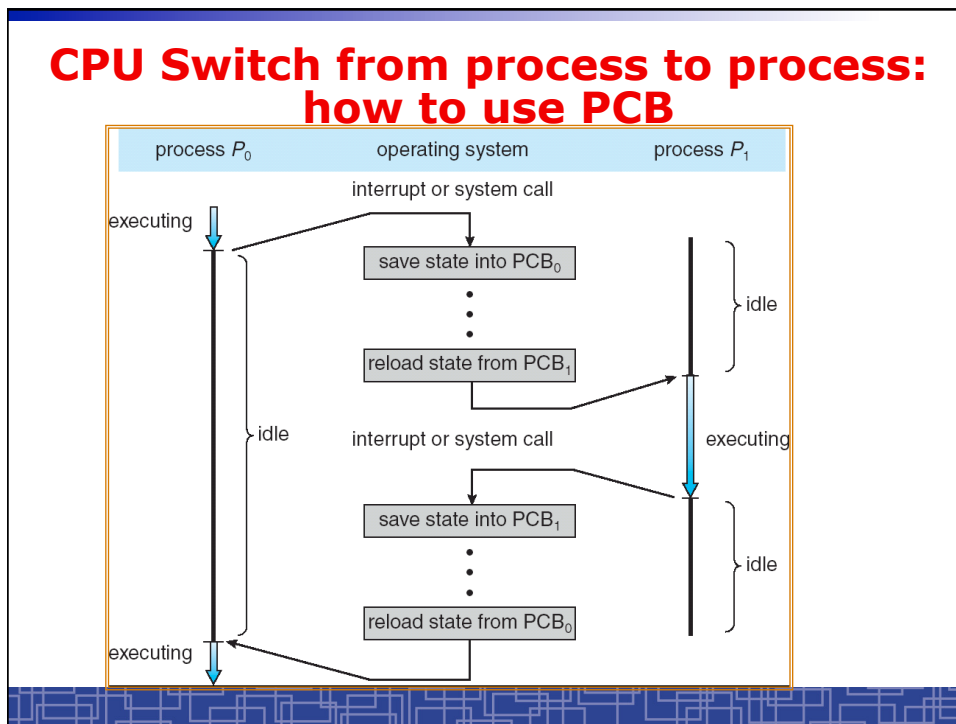 CPU Switch from process to process:
how to use PCB
process P0 operating system process P1
interrupt or system call
executing
save state into PCB0
idle
reload state from PCB1
idle
interrupt or system call
executing
save state into PCB1
idle
reload state from PCB0
executing